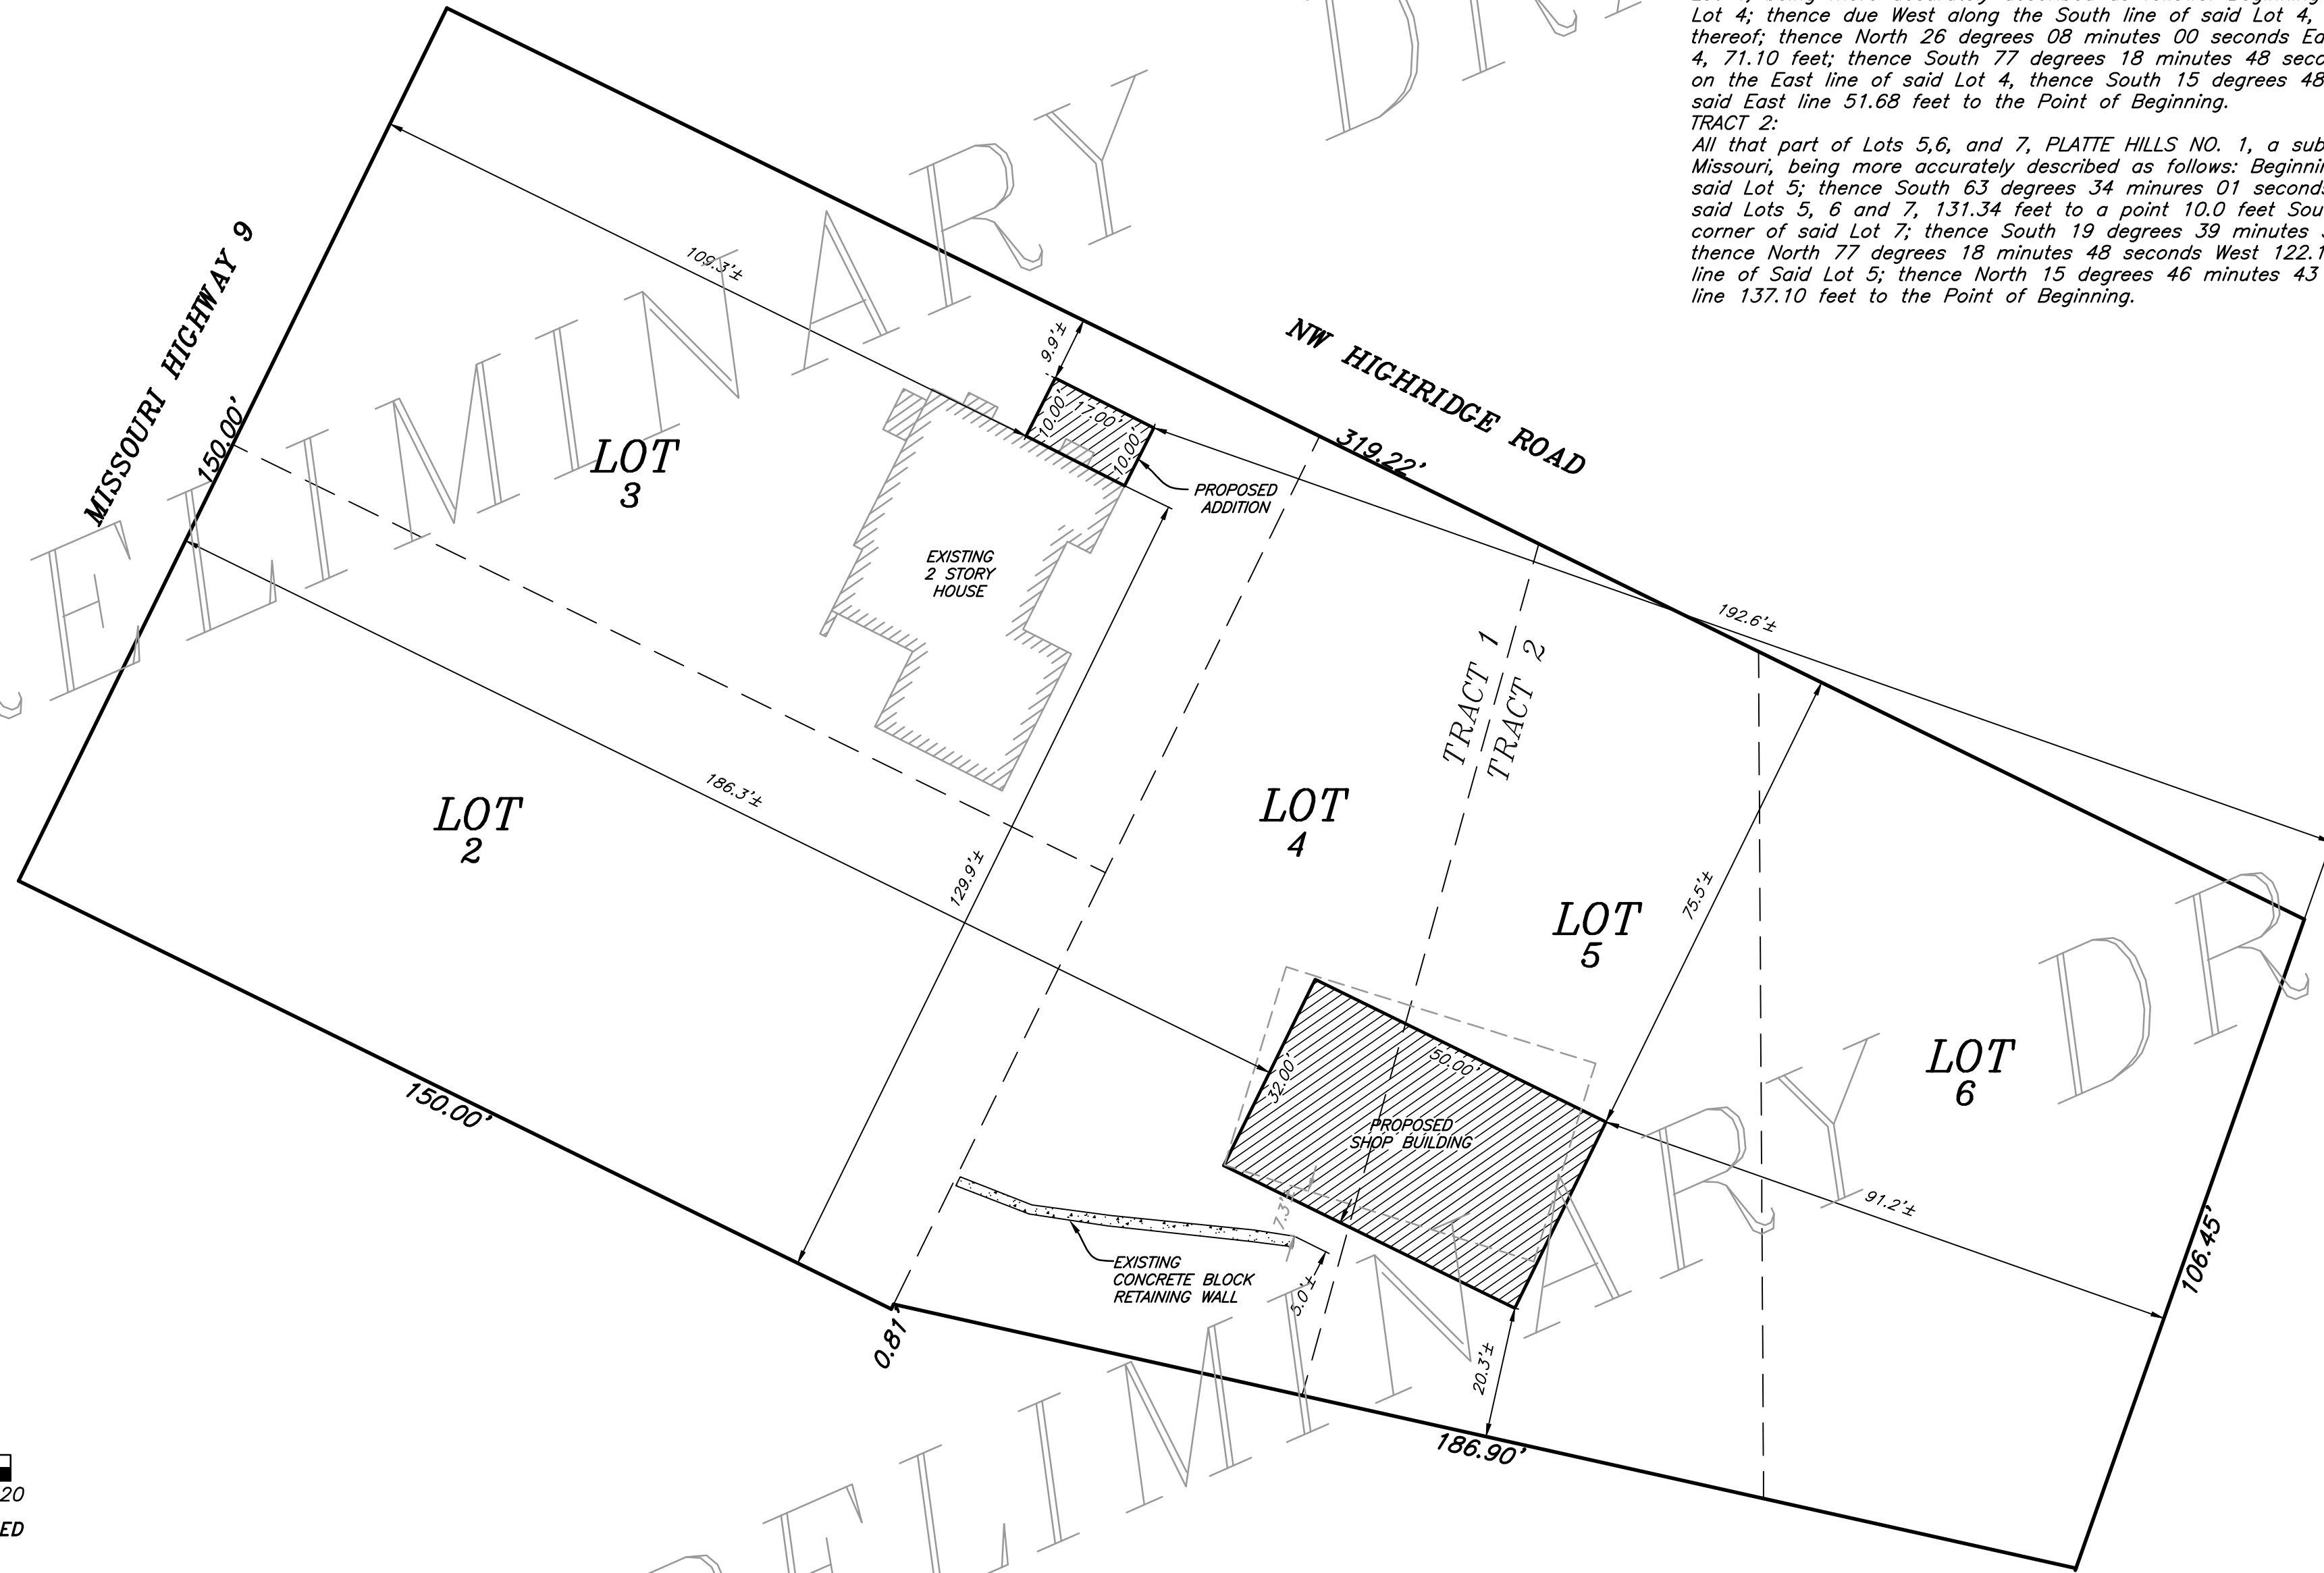 Lot 4; thence due West along the South line of said Lot 4,
thereof; thence North 26 degrees 08 minutes 00 seconds Ea
4, 71.10 feet; thence South 77 degrees 18 minutes 48 seco
on the East line of said Lot 4, thence South 15 degrees 48
said East line 51.68 feet to the Point of Beginning.
TRACT 2:
All that part of Lots 5,6, and 7, PLATTE HILLS NO. 1, a sub
Missouri, being more accurately described as follows: Beginni
said Lot 5; thence South 63 degrees 34 minures 01 second
said Lots 5, 6 and 7, 131.34 feet to a point 10.0 feet Sou
corner of said Lot 7; thence South 19 degrees 39 minutes
thence North 77 degrees 18 minutes 48 seconds West 122.1
line of Said Lot 5; thence North 15 degrees 46 minutes 43
line 137.10 feet to the Point of Beginning.
MISSOURI HIGHWAY 9
150.00'
109.3'±
9.9'±
NW HIGHRIDGE ROAD
319.22'
10.00'
17.00'
10.00'
LOT
3
PROPOSED
ADDITION
EXISTING
2 STORY
HOUSE
192.6'±
TRACT 1
TRACT 2
186.3'±
LOT
2
LOT
4
129.9'±
75.5'±
LOT
5
LOT
6
50.00'
32.00'
PROPOSED
SHOP BUILDING
150.00'
7.3'
91.2'±
106.45'
EXISTING
CONCRETE BLOCK
RETAINING WALL
5.0'±
0.81'
20.3'±
186.90'
20
ED
ELIMINARY DR
ELIMINARY DR